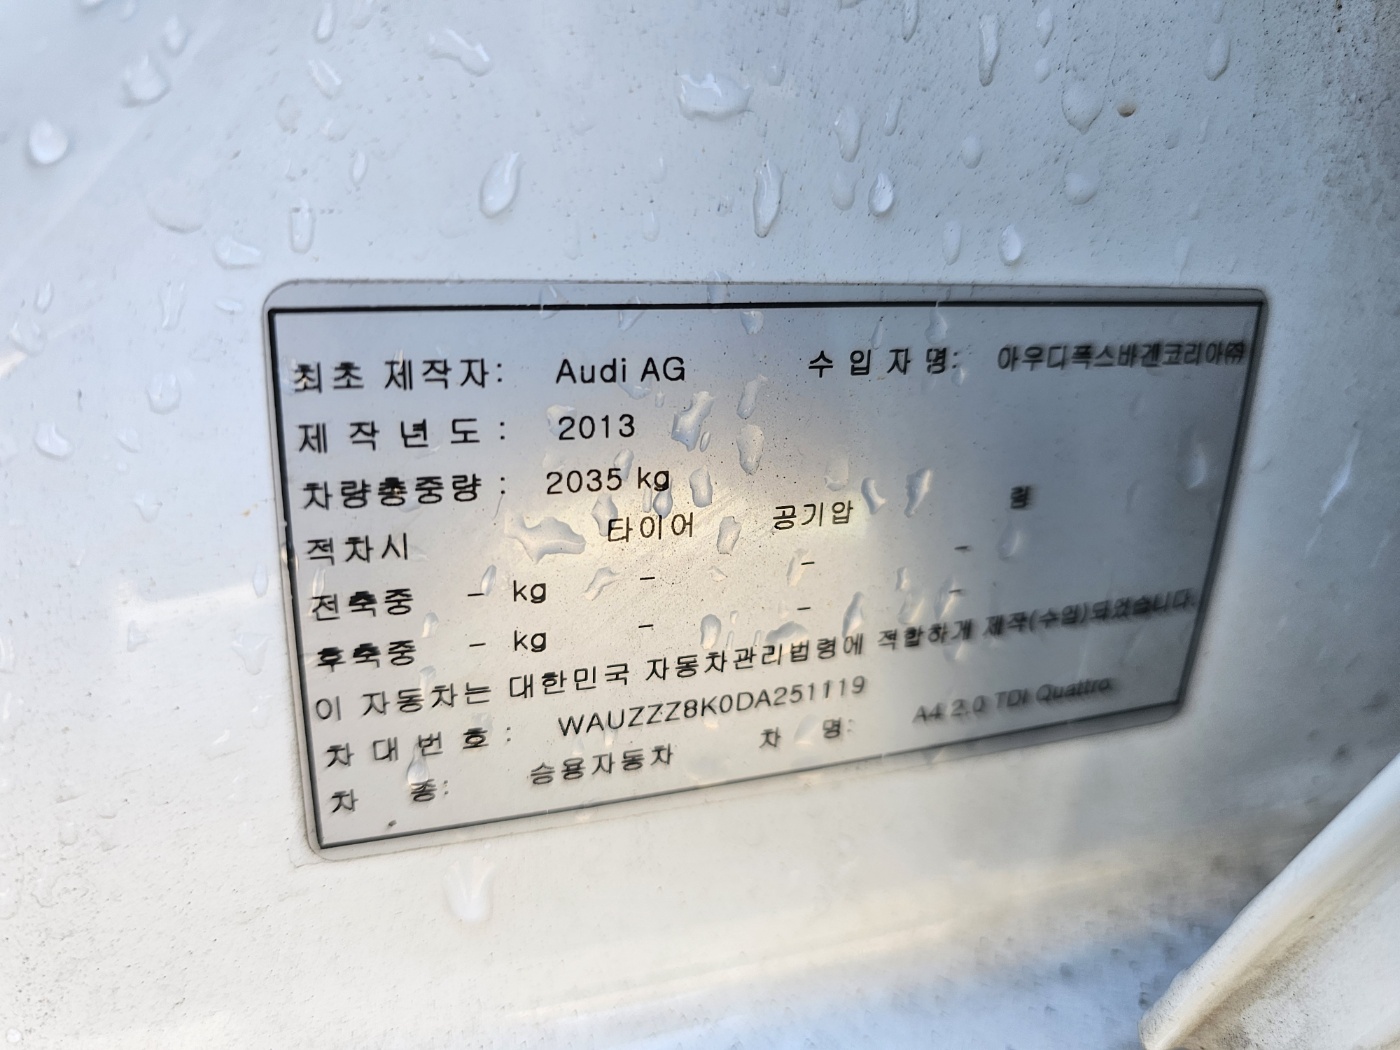 최초 제작자: Audi AG 수 입 자 명: 아우디폭스바겐코리아㈜
제 작 년 도 : 2013
차량총중량 : 2035 kg
적차시 타이어 공기압 림
전축중 - kg - - -
후축중 - kg - - -
이 자동차는 대한민국 자동차관리법령에 적합하게 제작(수입)되었습니다.
차 대 번 호 : WAUZZZ8K0DA251119
차 종: 승용자동차 차 명: A4 2.0 TDI Quattro